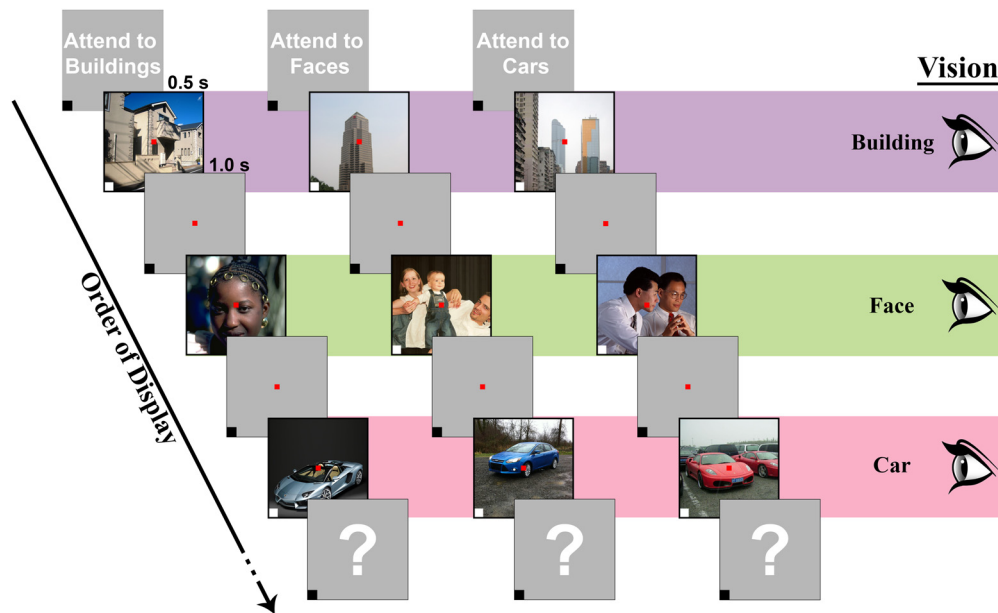 Attend to
Buildings
Attend to
Faces
Attend to
Cars
Vision
0.5 s
Building
1.0 s
Order of Display
Face
Car
?
?
?